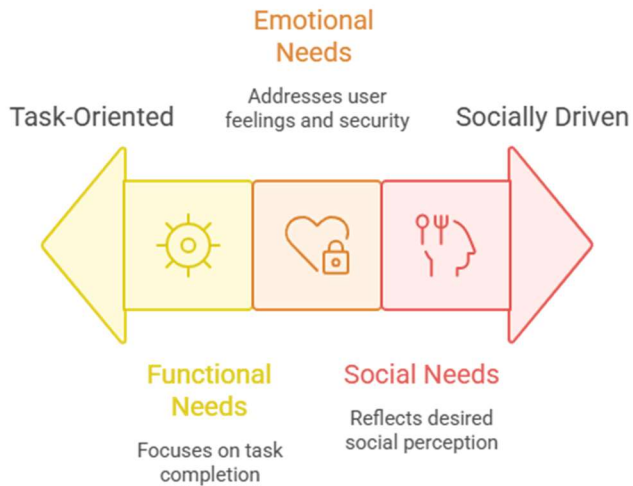 Emotional
Needs
Addresses user
feelings and security
Task-Oriented
Socially Driven
Functional
Needs
Focuses on task
completion
Social Needs
Reflects desired
social perception